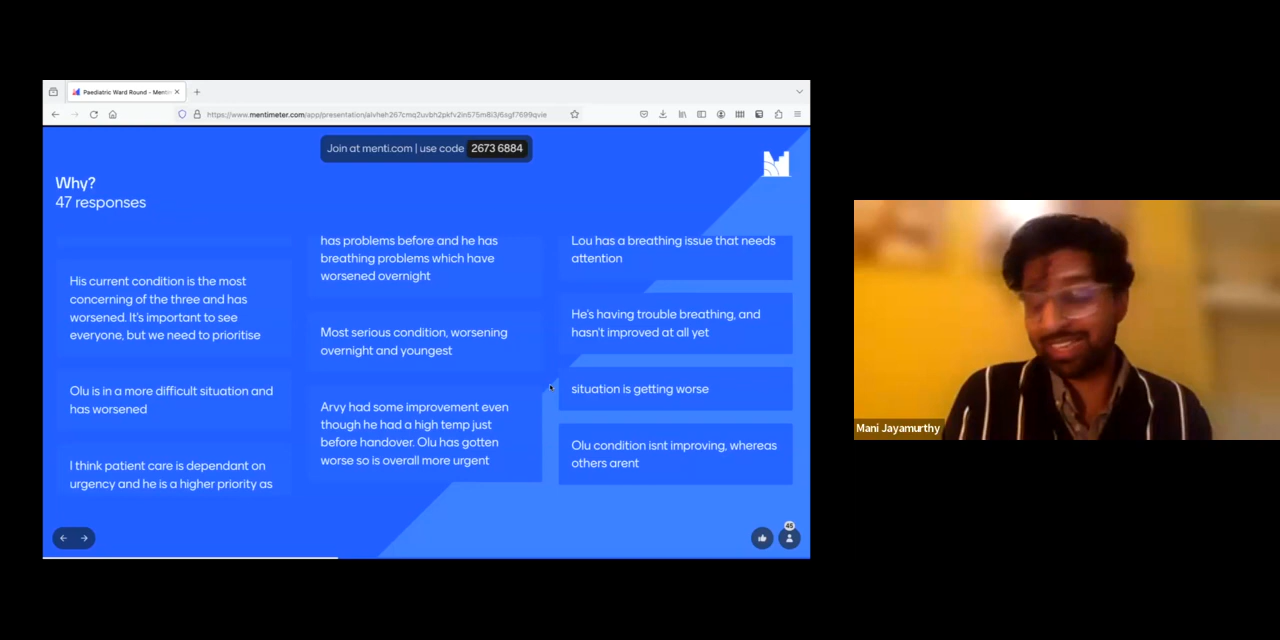 Paediatric Ward Round - Menti
https://www.mentimeter.com/app/presentation/
Join at menti.com | use code 2673 6884
Why?
47 responses
His current condition is the most
concerning of the three and has
worsened. It's important to see
everyone, but we need to prioritise
Olu is in a more difficult situation and
has worsened
I think patient care is dependant on
urgency and he is a higher priority as
has problems before and he has
breathing problems which have
worsened overnight
Most serious condition, worsening
overnight and youngest
Arvy had some improvement even
though he had a high temp just
before handover. Olu has gotten
worse so is overall more urgent
Lou has a breathing issue that needs
attention
He's having trouble breathing, and
hasn't improved at all yet
situation is getting worse
Olu condition isnt improving, whereas
others arent
45
Mani Jayamurthy